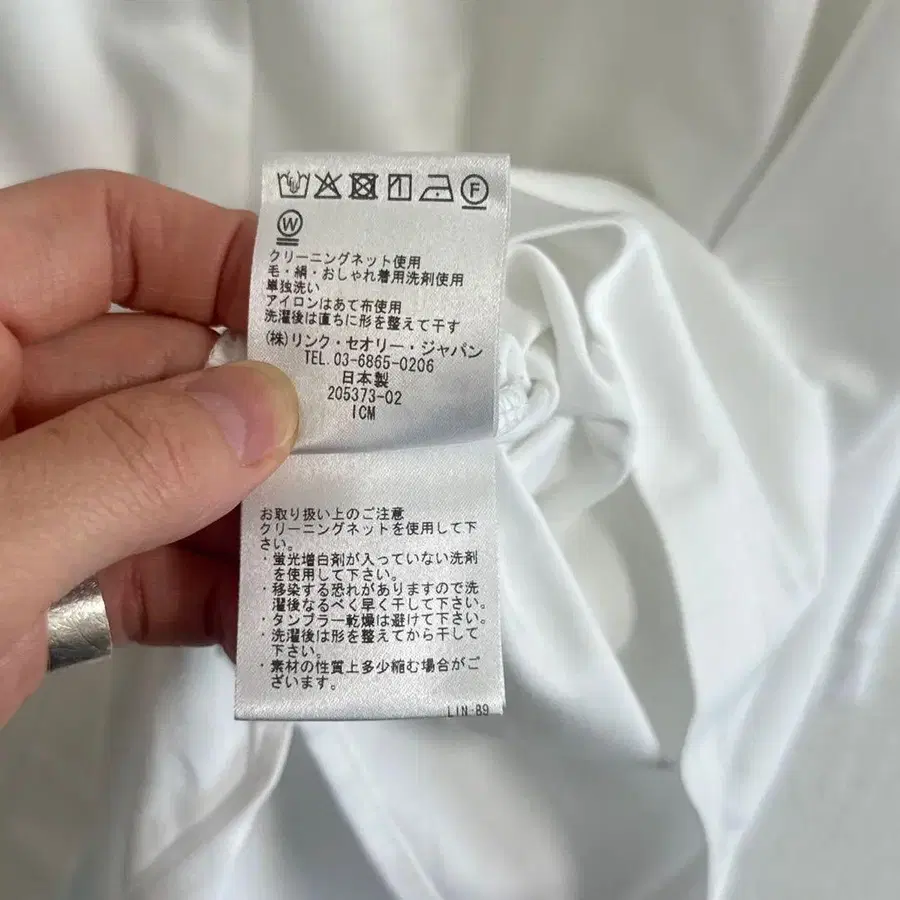 F
W
クリーニングネット使用
毛・絹・おしゃれ着用洗剤使用
単独洗い
アイロンはあて布使用
洗濯後は直ちに形を整えて干す
(株)リンク・セオリー・ジャパン
TEL.03-6865-0206
日本製
205373-02
ICM
お取り扱い上のご注意
クリーニングネットを使用して下
さい。
・蛍光増白剤が入っていない洗剤
を使用して下さい。
・移染する恐れがありますので洗
濯後なるべく早く干して下さい。
・タンブラー乾燥は避けて下さい。
・洗濯後は形を整えてから干して
下さい。
・素材の性質上多少縮む場合がご
ざいます。
LIN-89